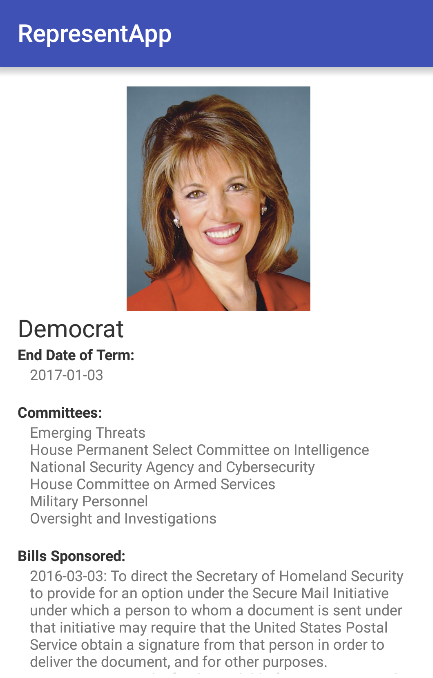 RepresentApp
Democrat
End Date of Term:
2017-01-03
Committees:
Emerging Threats
House Permanent Select Committee on Intelligence
National Security Agency and Cybersecurity
House Committee on Armed Services
Military Personnel
Oversight and Investigations
Bills Sponsored:
2016-03-03: To direct the Secretary of Homeland Security
to provide for an option under the Secure Mail Initiative
under which a person to whom a document is sent under
that initiative may require that the United States Postal
Service obtain a signature from that person in order to
deliver the document, and for other purposes.